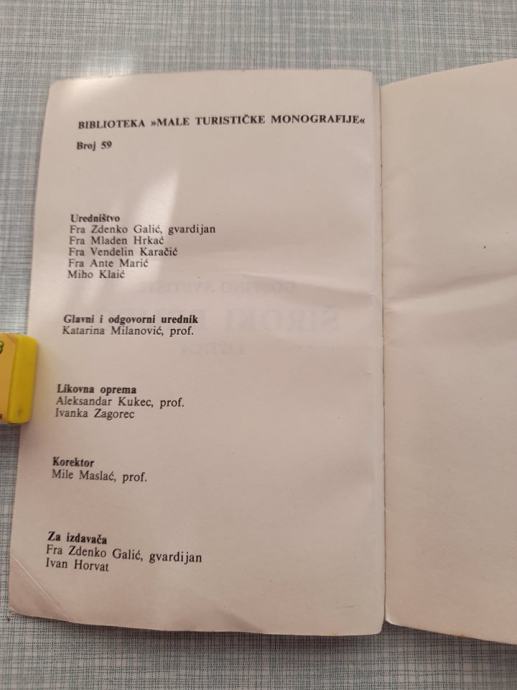 BIBLIOTEKA »MALE TURISTIČKE MONOGRAFIJE«
Broj 59
Uredništvo
Fra Zdenko Galić, gvardijan
Fra Mladen Hrkać
Fra Vendelin Karačić
Fra Ante Marić
Miho Klaić
Glavni i odgovorni urednik
Katarina Milanović, prof.
Likovna oprema
Aleksandar Kukec, prof.
Ivanka Zagorec
Korektor
Mile Maslać, prof.
Za izdavača
Fra Zdenko Galić, gvardijan
Ivan Horvat